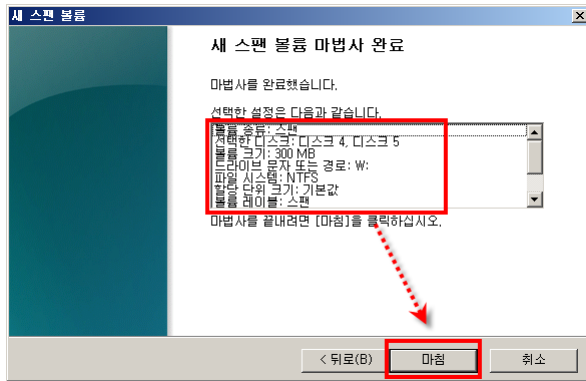 새 스팬 볼륨
새 스팬 볼륨 마법사 완료
마법사를 완료했습니다.
선택한 설정은 다음과 같습니다.
볼륨 종류: 스팬
선택한 디스크: 디스크 4, 디스크 5
볼륨 크기: 300 MB
드라이브 문자 또는 경로: W:
파일 시스템: NTFS
할당 단위 크기: 기본값
볼륨 레이블: 스팬
마법사를 끝내려면 [마침]을 클릭하십시오.
< 뒤로(B) 마침 취소